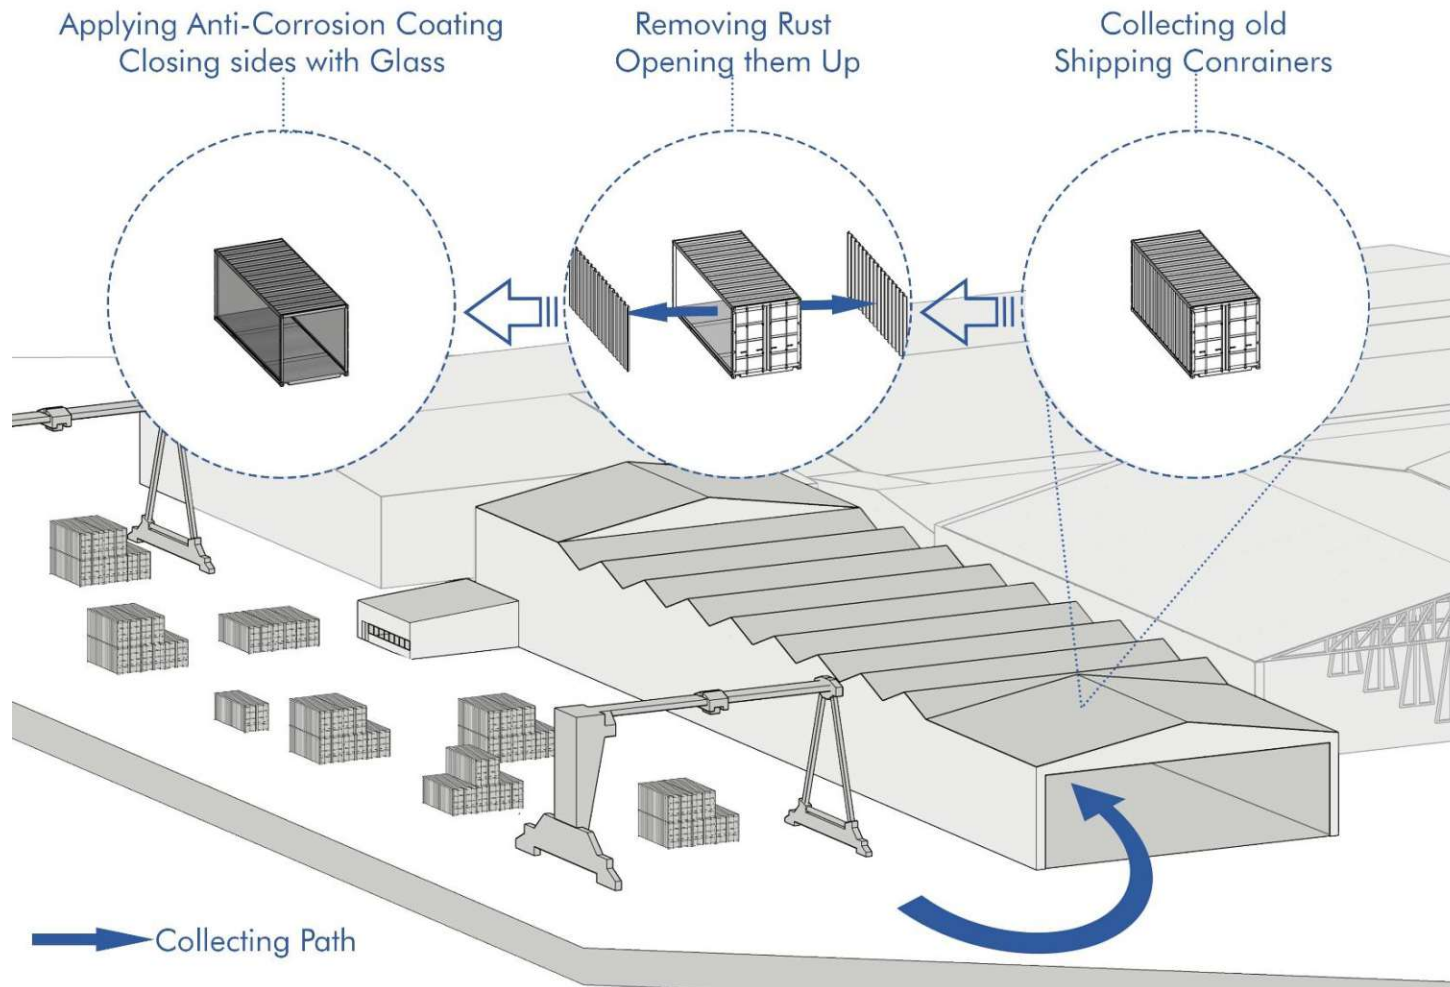 Applying Anti-Corrosion Coating
Closing sides with Glass
Removing Rust
Opening them Up
Collecting old
Shipping Conrainers
Collecting Path